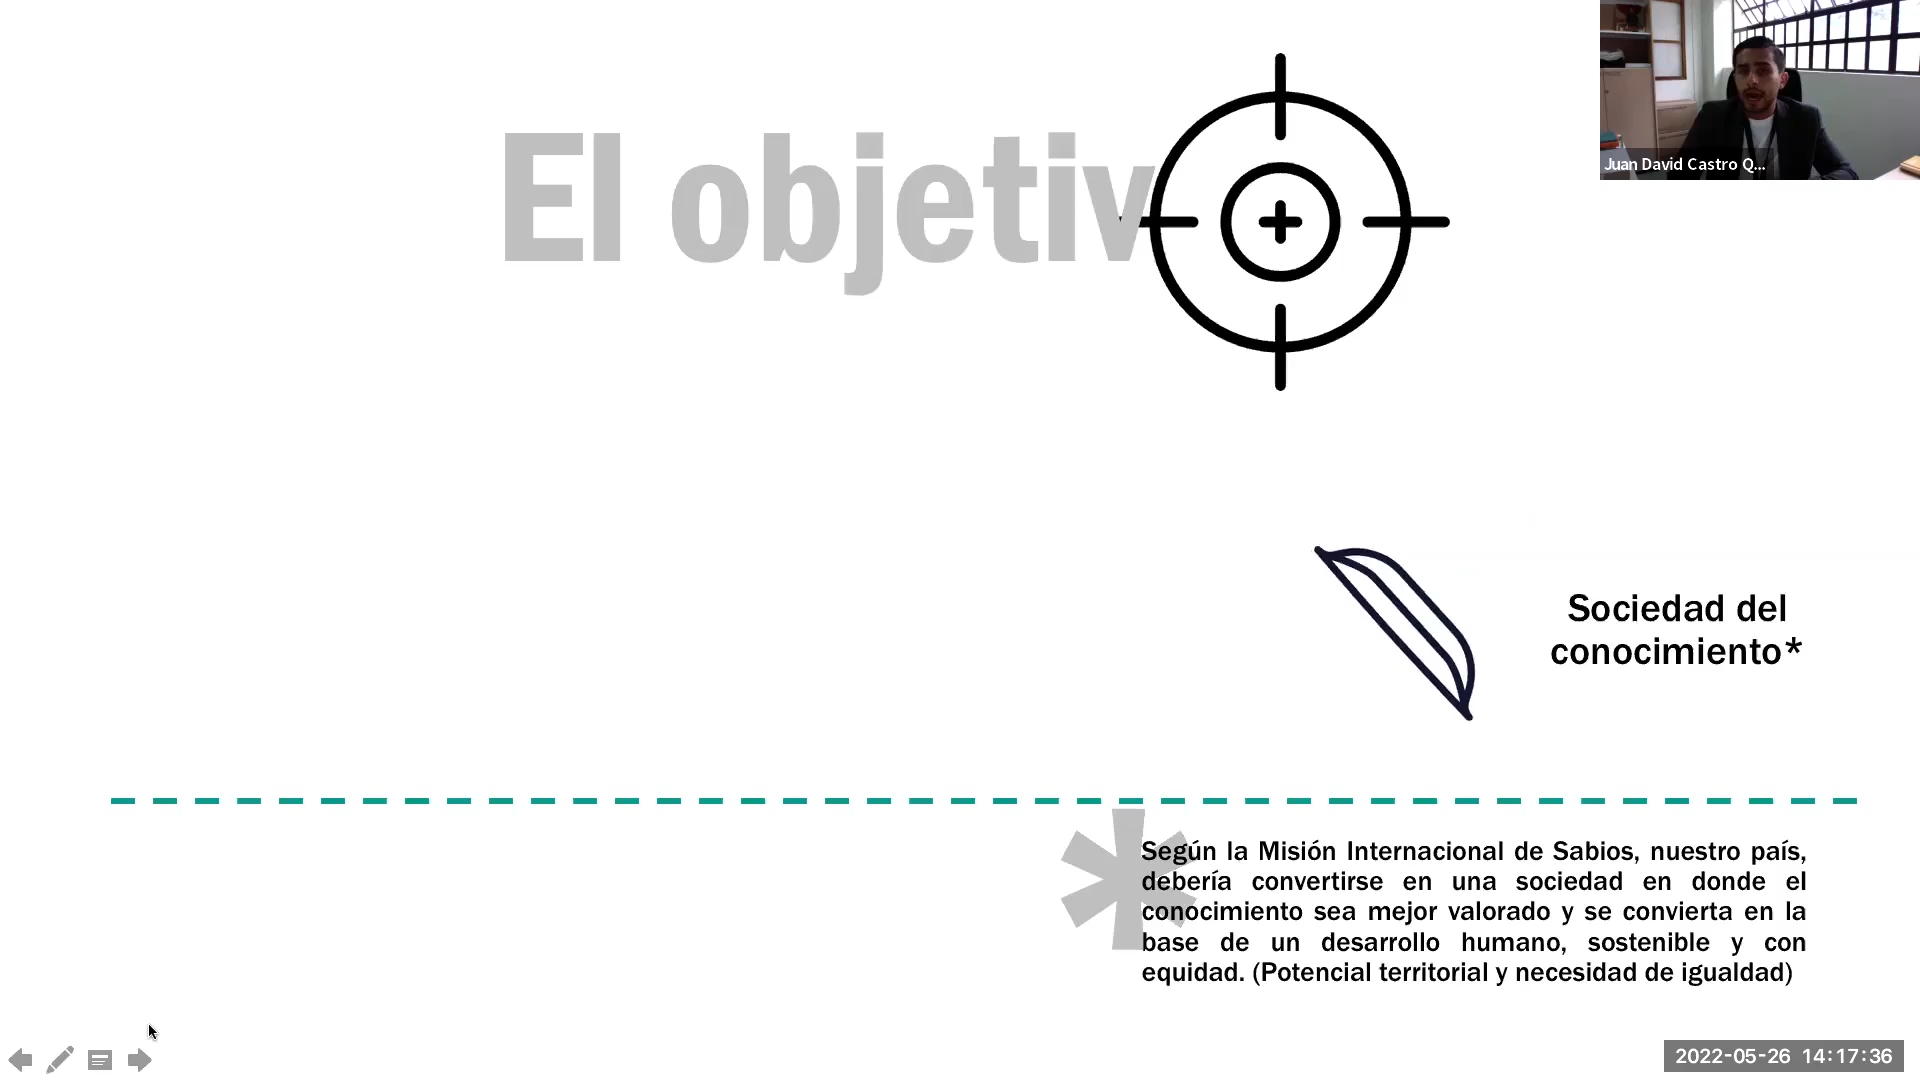 El objetiv
Juan David Castro Q...
Sociedad del
conocimiento*
*
Según la Misión Internacional de Sabios, nuestro país,
debería convertirse en una sociedad en donde el
conocimiento sea mejor valorado y se convierta en la
base de un desarrollo humano, sostenible y con
equidad. (Potencial territorial y necesidad de igualdad)
2022-05-26 14:17:36